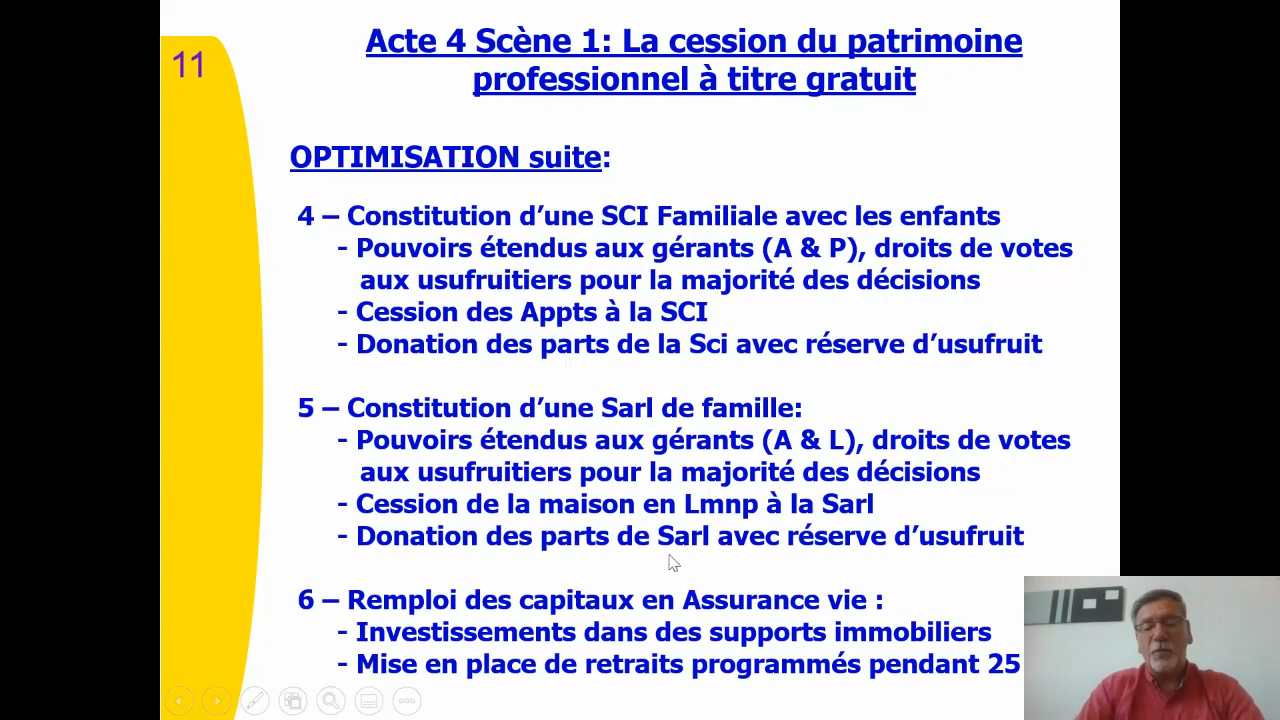 11
Acte 4 Scène 1: La cession du patrimoine
professionnel à titre gratuit
OPTIMISATION suite:
4 – Constitution d’une SCI Familiale avec les enfants
- Pouvoirs étendus aux gérants (A & P), droits de votes
aux usufruitiers pour la majorité des décisions
- Cession des Appts à la SCI
- Donation des parts de la Sci avec réserve d’usufruit
5 – Constitution d’une Sarl de famille:
- Pouvoirs étendus aux gérants (A & L), droits de votes
aux usufruitiers pour la majorité des décisions
- Cession de la maison en Lmnp à la Sarl
- Donation des parts de Sarl avec réserve d’usufruit
6 – Remploi des capitaux en Assurance vie :
- Investissements dans des supports immobiliers
- Mise en place de retraits programmés pendant 25